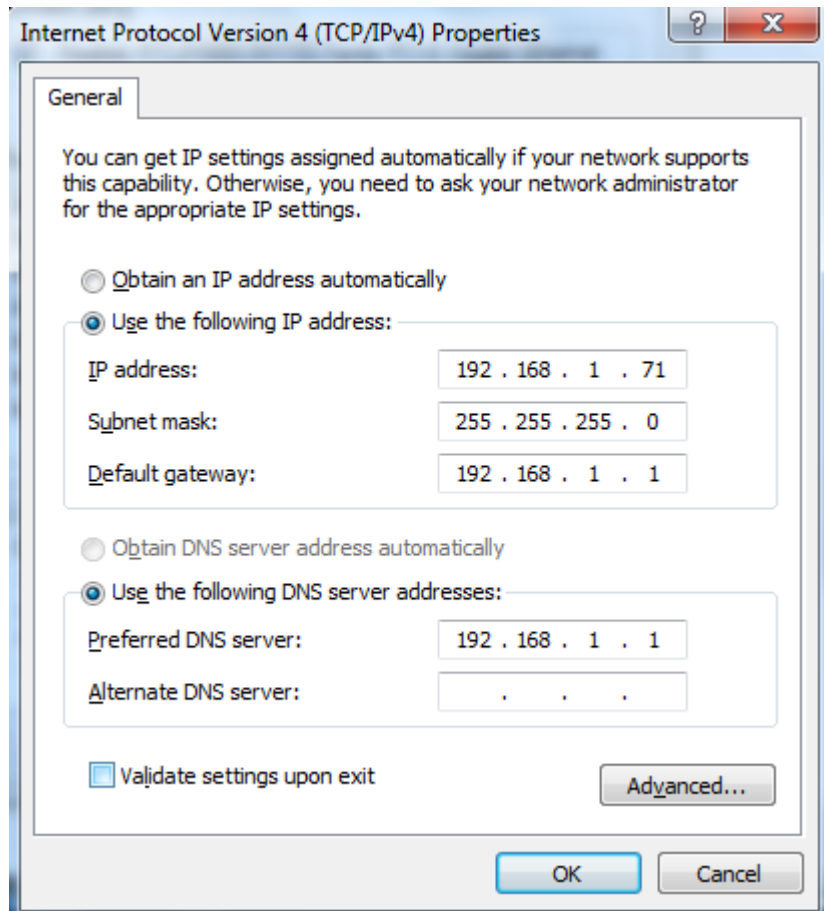 Internet Protocol Version 4 (TCP/IPv4) Properties
?
X
General
You can get IP settings assigned automatically if your network supports
this capability. Otherwise, you need to ask your network administrator
for the appropriate IP settings.
Obtain an IP address automatically
Use the following IP address:
IP address: 192 . 168 . 1 . 71
Subnet mask: 255 . 255 . 255 . 0
Default gateway: 192 . 168 . 1 . 1
Obtain DNS server address automatically
Use the following DNS server addresses:
Preferred DNS server: 192 . 168 . 1 . 1
Alternate DNS server: . . .
Validate settings upon exit
Advanced...
OK Cancel